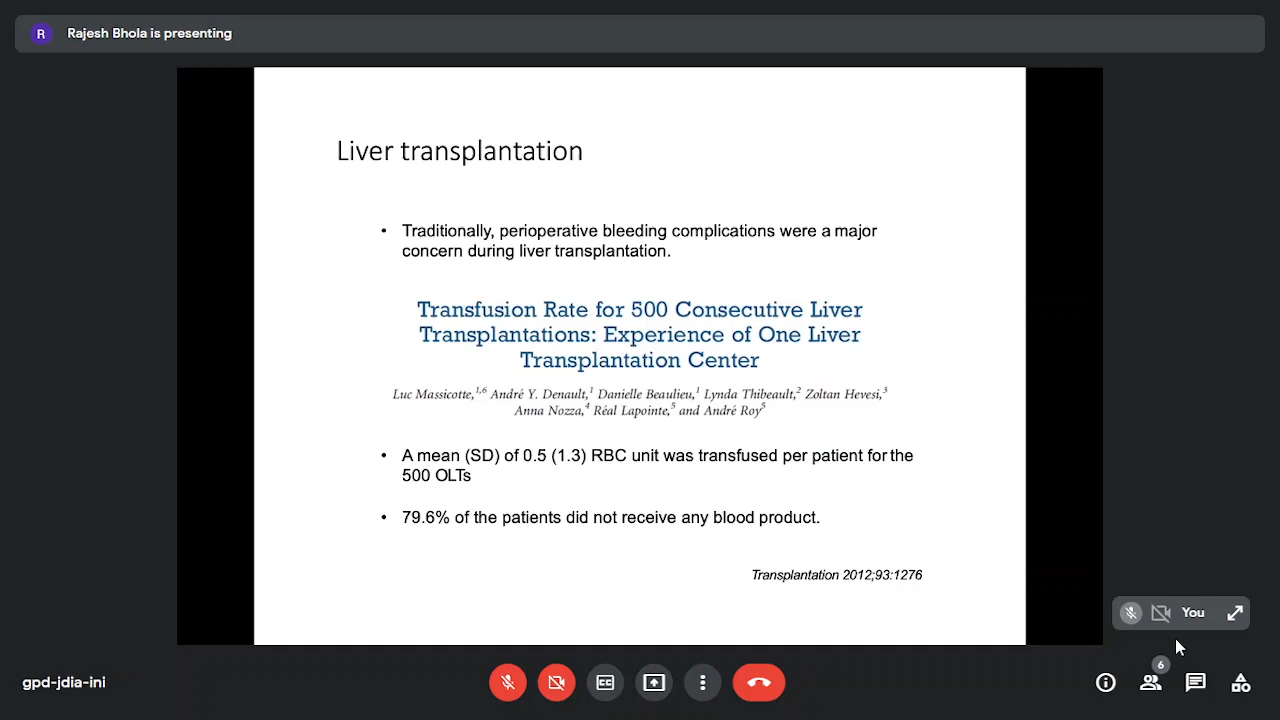 R Rajesh Bhola is presenting
Liver transplantation
• Traditionally, perioperative bleeding complications were a major
concern during liver transplantation.
Transfusion Rate for 500 Consecutive Liver
Transplantations: Experience of One Liver
Transplantation Center
Luc Massicotte,1,6 André Y. Denault,1 Danielle Beaulieu,1 Lynda Thibeault,2 Zoltan Hevesi,3
Anna Nozza,4 Réal Lapointe,5 and André Roy5
• A mean (SD) of 0.5 (1.3) RBC unit was transfused per patient for the
500 OLTs
• 79.6% of the patients did not receive any blood product.
Transplantation 2012;93:1276
You
6
gpd-jdia-ini
CC